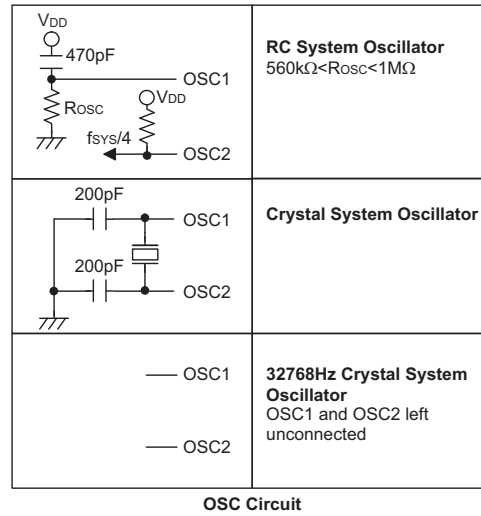 VDD
470pF
OSC1
ROSC
VDD
fSYS/4
OSC2
RC System Oscillator
560kΩ<ROSC<1MΩ
200pF
OSC1
200pF
OSC2
Crystal System Oscillator
OSC1
OSC2
32768Hz Crystal System
Oscillator
OSC1 and OSC2 left
unconnected
OSC Circuit